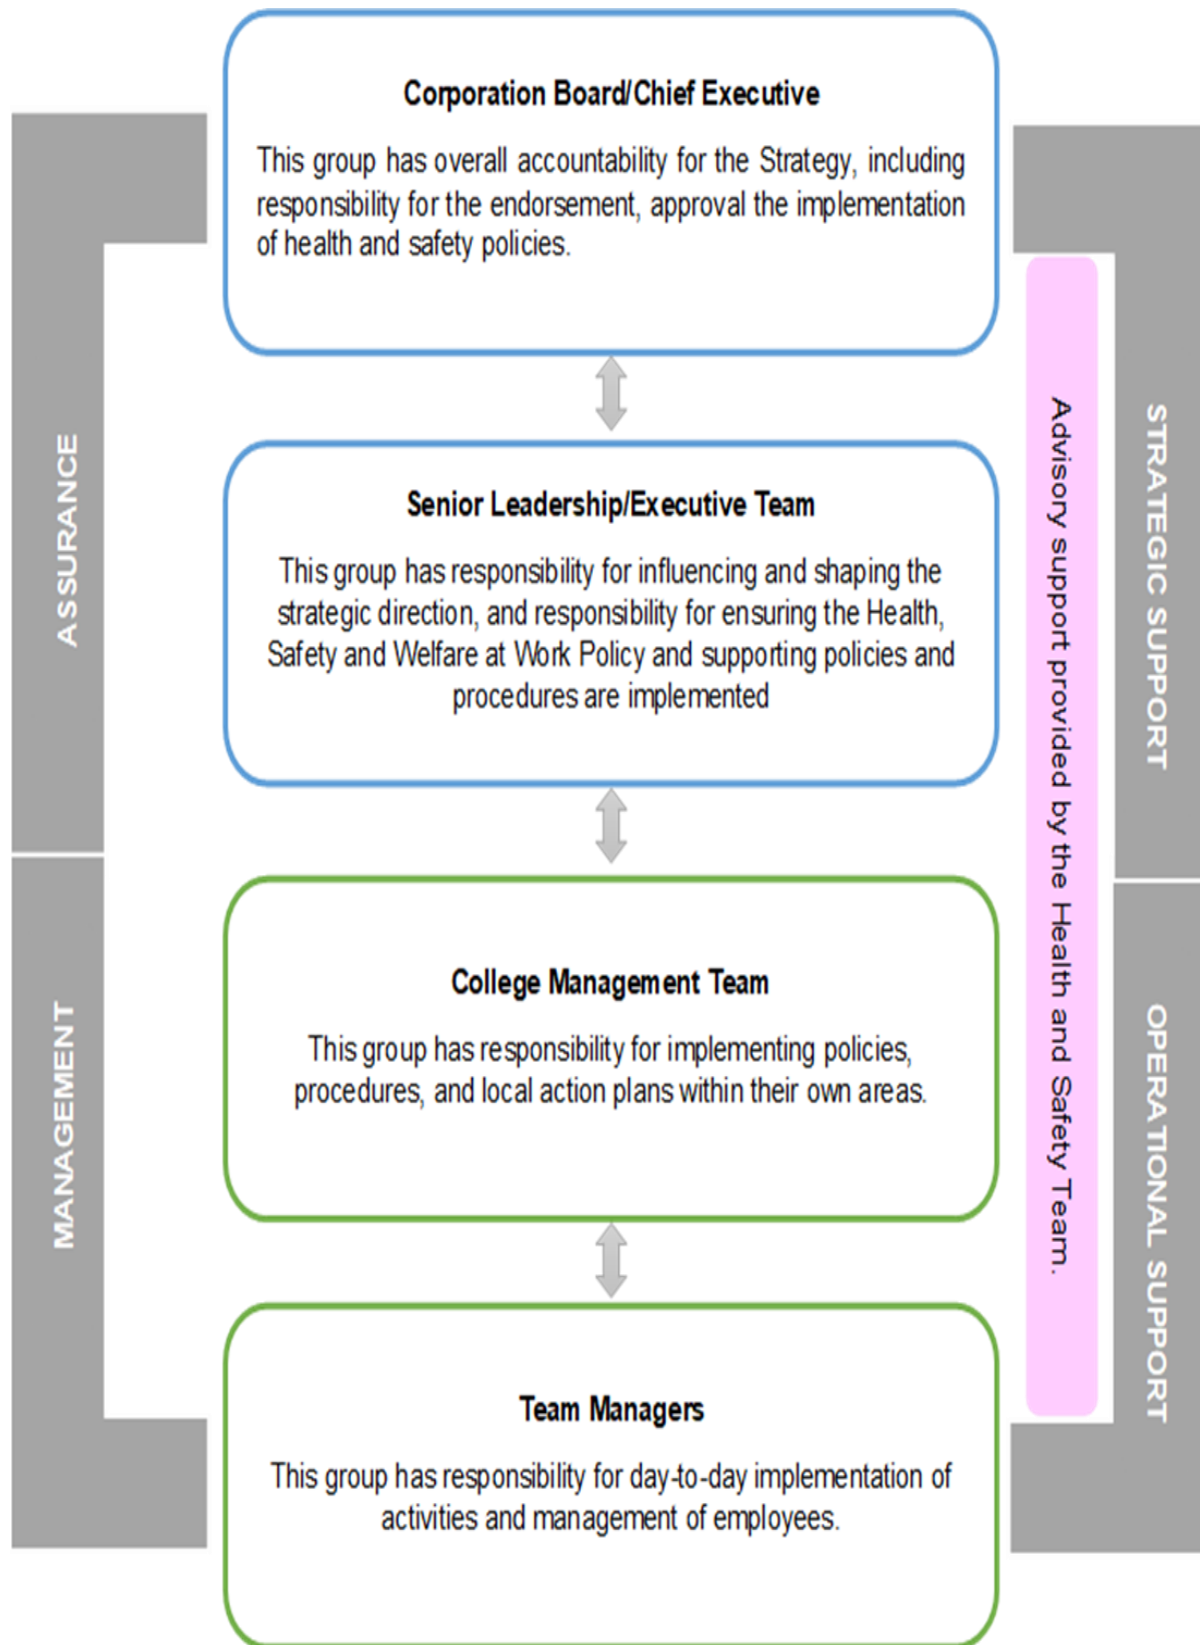 Corporation Board/Chief Executive
This group has overall accountability for the Strategy, including
responsibility for the endorsement, approval the implementation
of health and safety policies.
ASSURANCE
STRATEGIC SUPPORT
Advisory support provided by the Health and Safety Team.
Senior Leadership/Executive Team
This group has responsibility for influencing and shaping the
strategic direction, and responsibility for ensuring the Health,
Safety and Welfare at Work Policy and supporting policies and
procedures are implemented
College Management Team
This group has responsibility for implementing policies,
procedures, and local action plans within their own areas.
MANAGEMENT
OPERATIONAL SUPPORT
Team Managers
This group has responsibility for day-to-day implementation of
activities and management of employees.